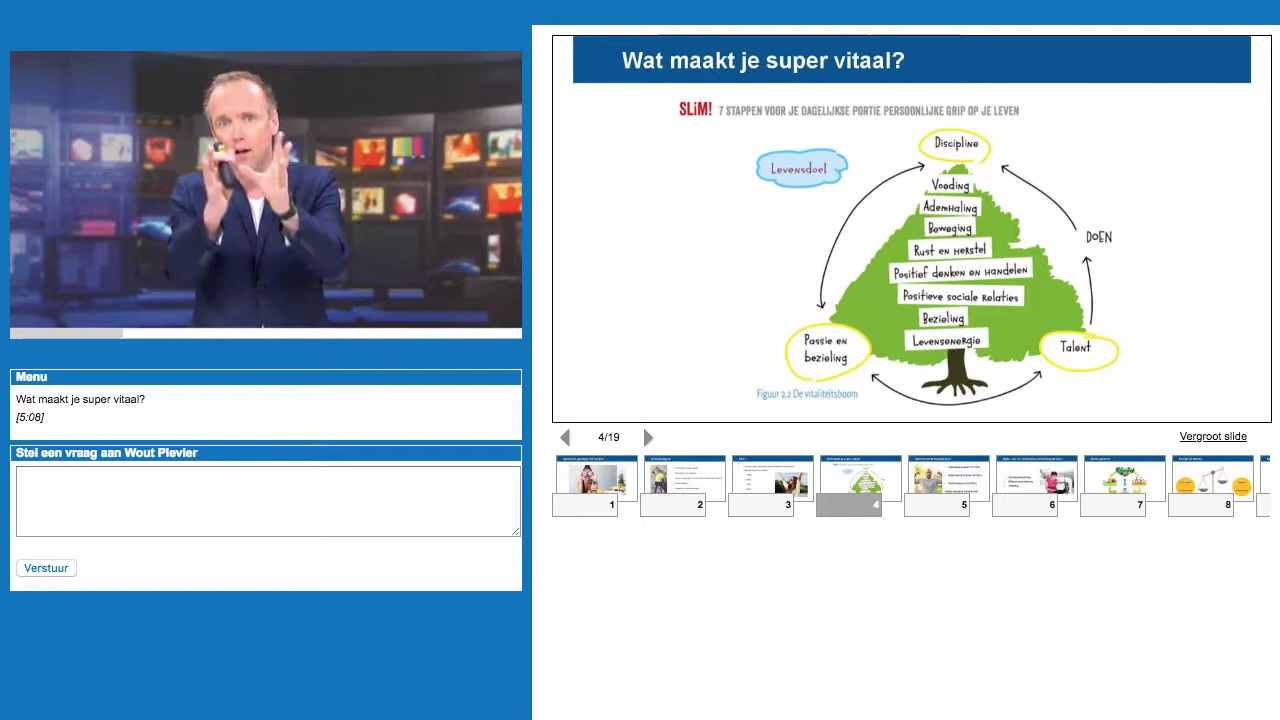 Wat maakt je super vitaal?
SLiM! 7 STAPPEN VOOR JE DAGELIJKSE PORTIE PERSOONLIJKE GRIP OP JE LEVEN
Discipline
Levensdoel
Voeding
Ademhaling
Beweging
DOEN
Rust en herstel
Positief denken en handelen
Positieve sociale relaties
Bezieling
Levensenergie
Passie en
bezieling
Talent
Figuur 2.2 De vitaliteitsboom
Menu
Wat maakt je super vitaal?
[5:08]
Stel een vraag aan Wout Plevier
Verstuur
4/19
Vergroot slide
1
2
3
4
5
6
7
8